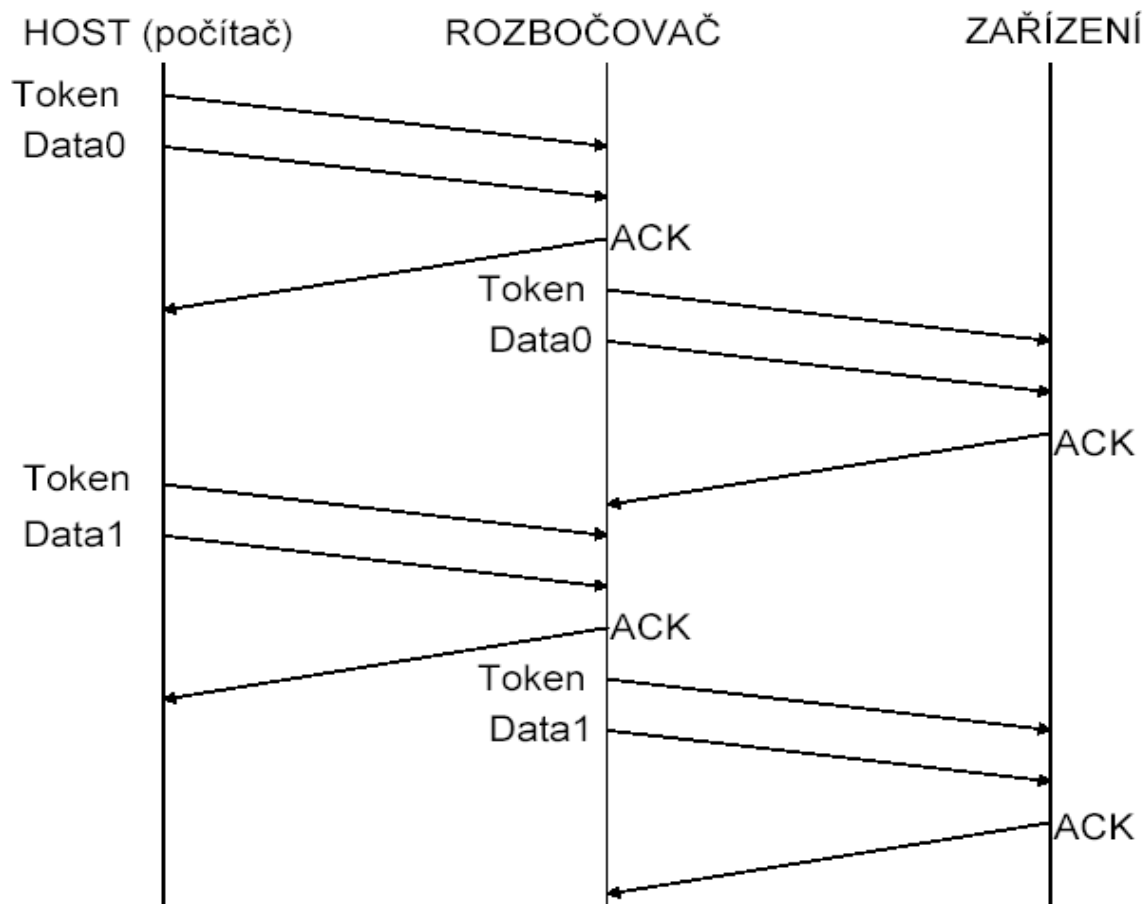 HOST (počítač) ROZBOČOVAČ ZAŘÍZENÍ
Token
Data0
ACK
Token
Data0
ACK
Token
Data1
ACK
Token
Data1
ACK